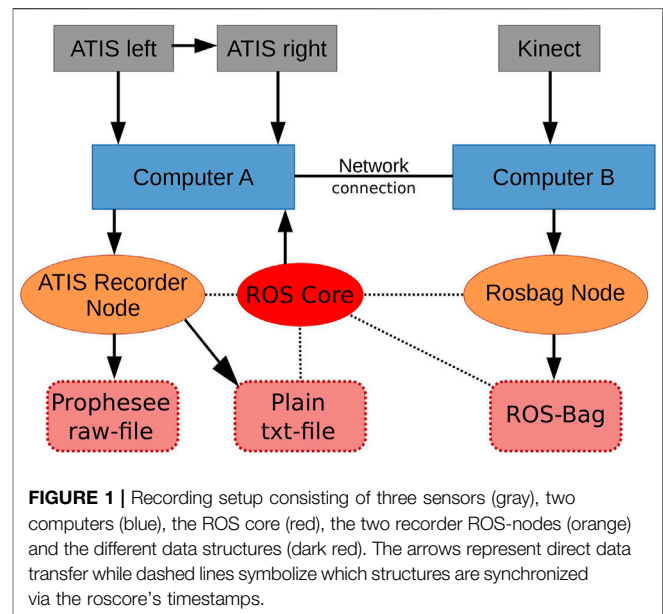 ATIS left
ATIS right
Kinect
Computer A
Network
connection
Computer B
ATIS Recorder
Node
ROS Core
Rosbag Node
Prophesee
raw-file
Plain
txt-file
ROS-Bag
FIGURE 1 | Recording setup consisting of three sensors (gray), two
computers (blue), the ROS core (red), the two recorder ROS-nodes (orange)
and the different data structures (dark red). The arrows represent direct data
transfer while dashed lines symbolize which structures are synchronized
via the roscore’s timestamps.